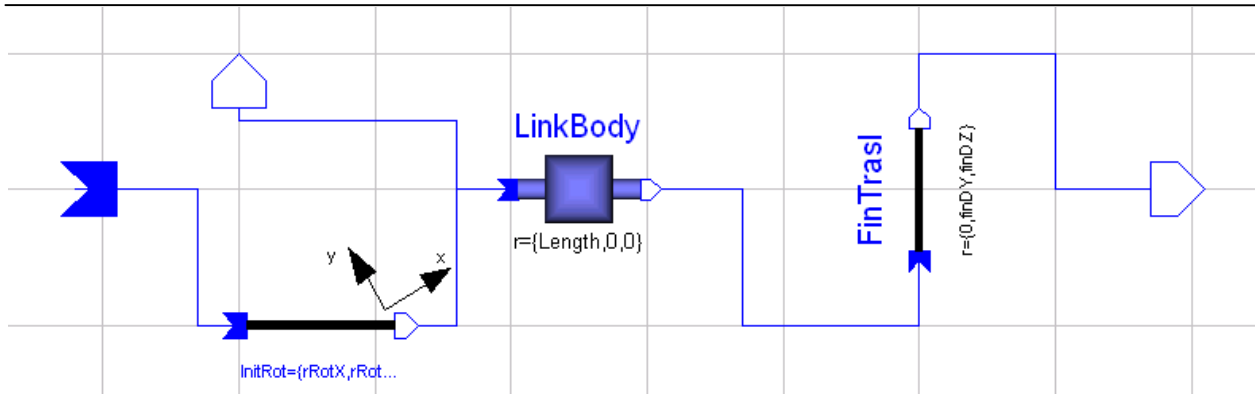 LinkBody
r={Length,0,0}
FinTrasl
r={0,finDY,finDZ}
y
x
InitRot={rRotX,rRot...